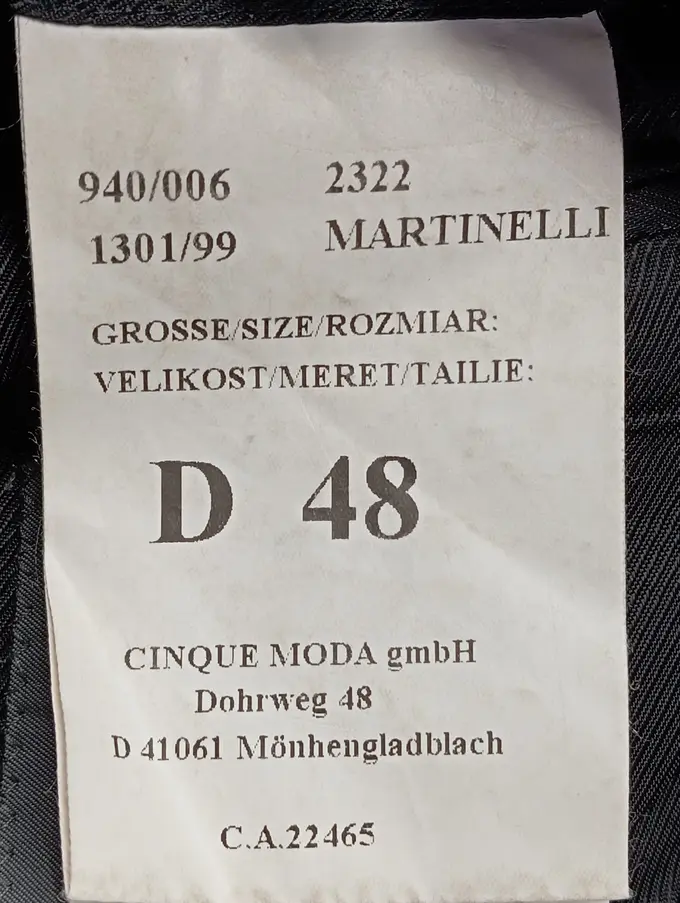 940/006 2322
1301/99 MARTINELLI
GROSSE/SIZE/ROZMIAR:
VELIKOST/MERET/TAILIE:
D 48
CINQUE MODA gmbH
Dohrweg 48
D 41061 Mönhengladblach
C.A.22465